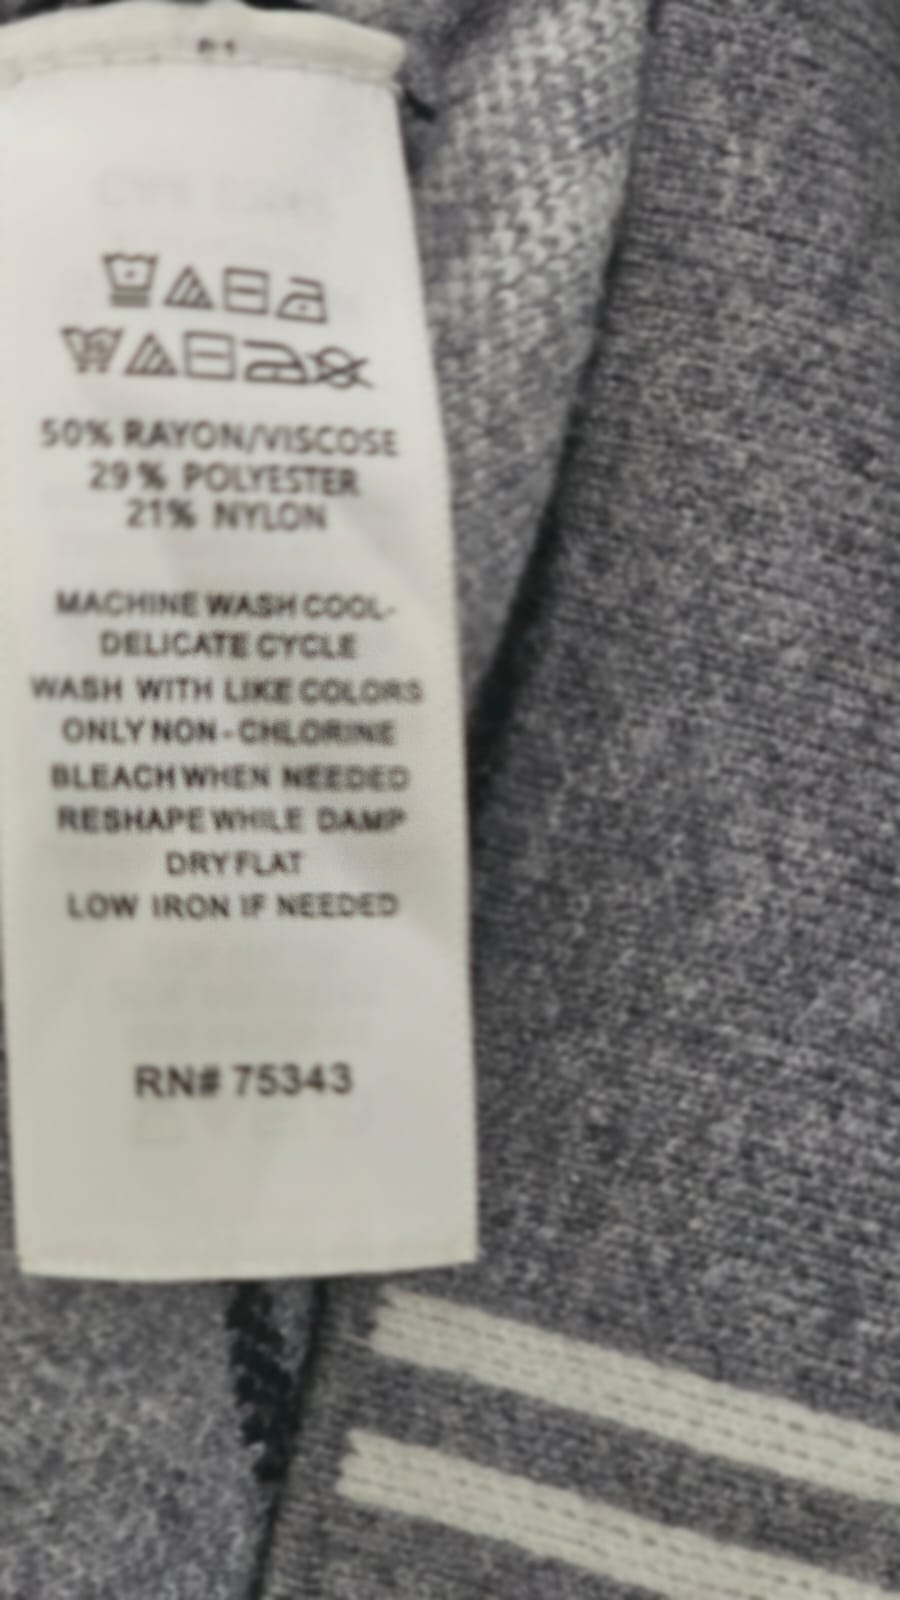 50% RAYON/VISCOSE
29% POLYESTER
21% NYLON
MACHINE WASH COOL-
DELICATE CYCLE
WASH WITH LIKE COLORS
ONLY NON-CHLORINE
BLEACH WHEN NEEDED
RESHAPE WHILE DAMP
DRY FLAT
LOW IRON IF NEEDED
RN# 75343